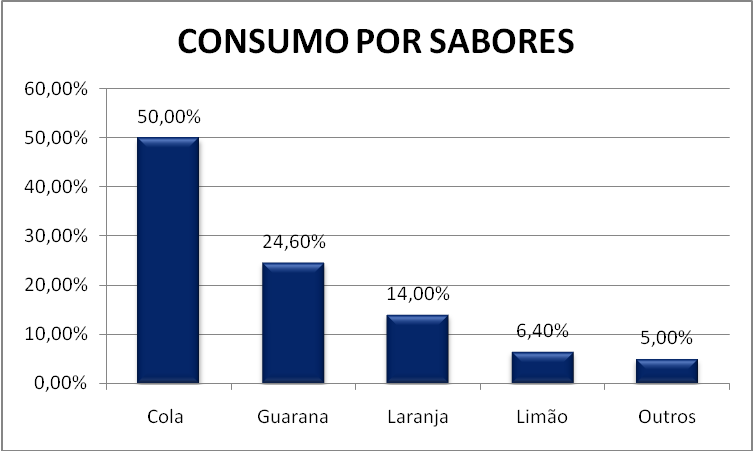 CONSUMO POR SABORES
60,00%
50,00%
40,00%
30,00%
20,00%
10,00%
0,00%
50,00%
24,60%
14,00%
6,40%
5,00%
Cola
Guarana
Laranja
Limão
Outros